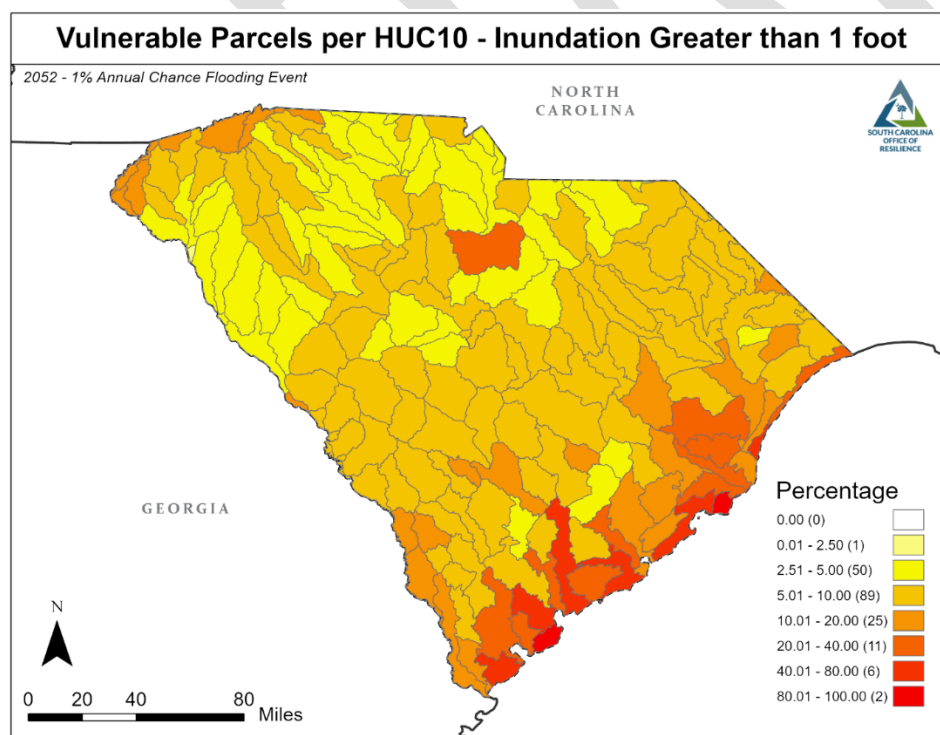 Vulnerable Parcels per HUC10 - Inundation Greater than 1 foot
2052 - 1% Annual Chance Flooding Event
NORTH
CAROLINA
SOUTH CAROLINA
OFFICE OF
RESILIENCE
GEORGIA
Percentage
0.00 (0)
0.01 - 2.50 (1)
2.51 - 5.00 (50)
5.01 - 10.00 (89)
10.01 - 20.00 (25)
20.01 - 40.00 (11)
40.01 - 80.00 (6)
80.01 - 100.00 (2)
N
0 20 40 80
Miles